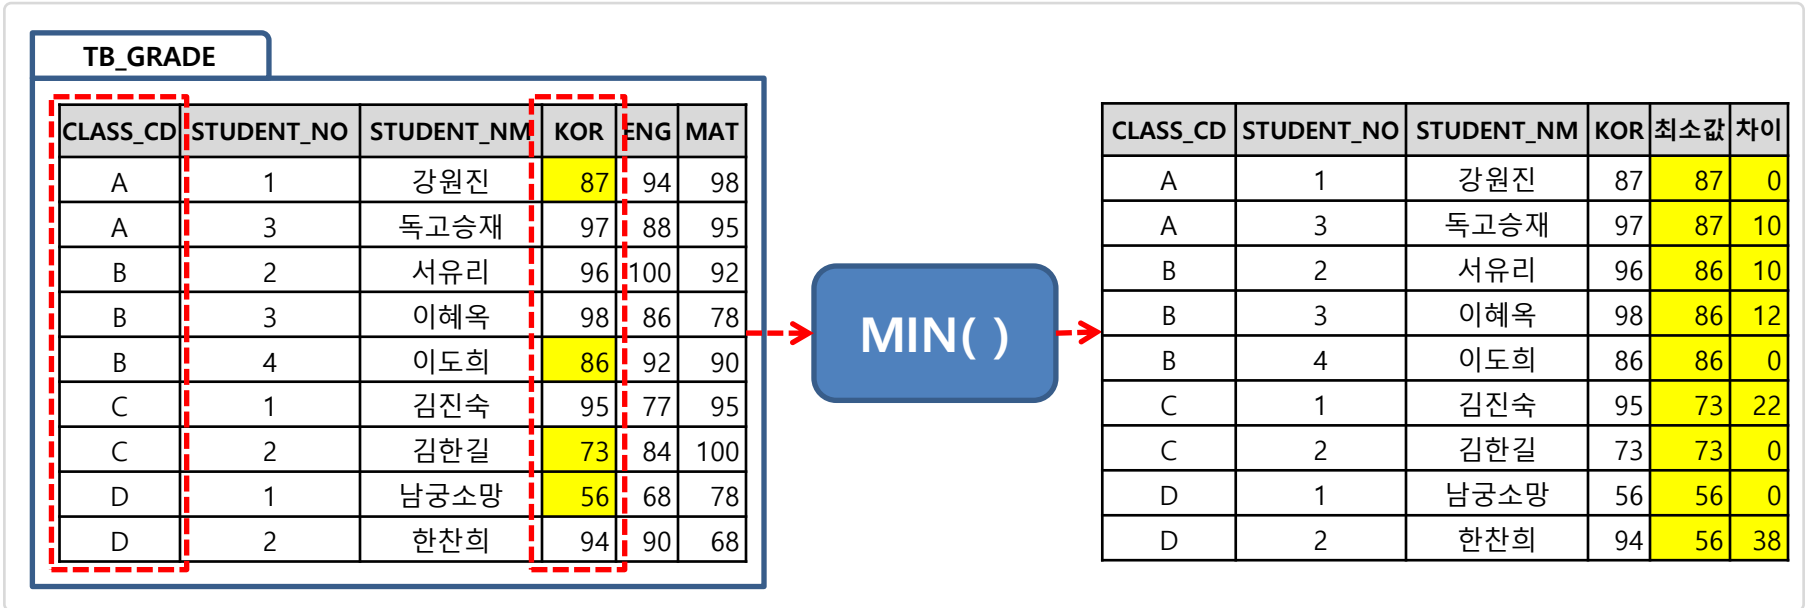 TB_GRADE
CLASS_CD STUDENT_NO STUDENT_NM KOR ENG MAT
A 1 강원진 87 94 98
A 3 독고승재 97 88 95
B 2 서유리 96 100 92
B 3 이혜옥 98 86 78
B 4 이도희 86 92 90
C 1 김진숙 95 77 95
C 2 김한길 73 84 100
D 1 남궁소망 56 68 78
D 2 한찬희 94 90 68
MIN( )
CLASS_CD STUDENT_NO STUDENT_NM KOR 최소값 차이
A 1 강원진 87 87 0
A 3 독고승재 97 87 10
B 2 서유리 96 86 10
B 3 이혜옥 98 86 12
B 4 이도희 86 86 0
C 1 김진숙 95 73 22
C 2 김한길 73 73 0
D 1 남궁소망 56 56 0
D 2 한찬희 94 56 38